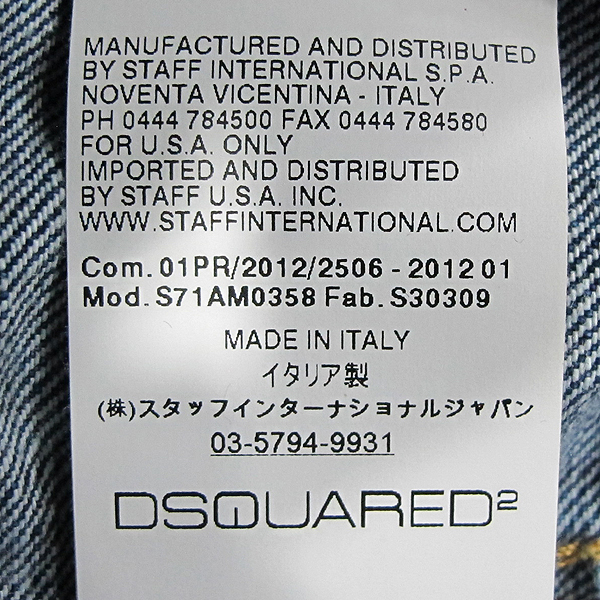 MANUFACTURED AND DISTRIBUTED
BY STAFF INTERNATIONAL S.P.A.
NOVENTA VICENTINA - ITALY
PH 0444 784500 FAX 0444 784580
FOR U.S.A. ONLY
IMPORTED AND DISTRIBUTED
BY STAFF U.S.A. INC.
WWW.STAFFINTERNATIONAL.COM
Com. 01PR/2012/2506 - 2012 01
Mod. S71AM0358 Fab. S30309
MADE IN ITALY
イタリア製
(株)スタッフインターナショナルジャパン
03-5794-9931
DSQUARED²